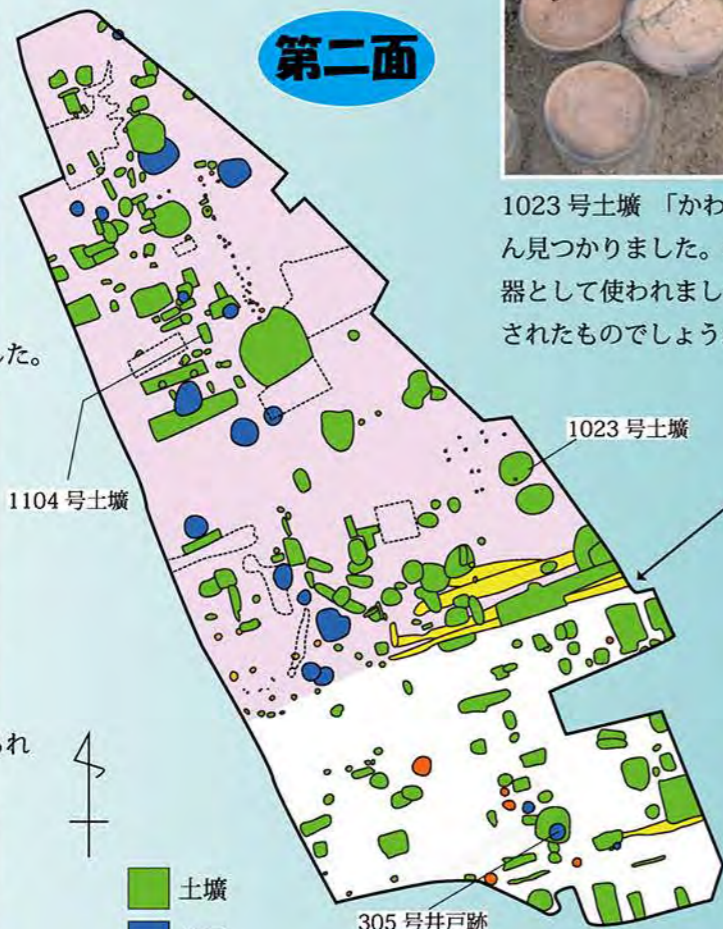 第二面
1023 号土壙 「かわ
ん見つかりました。
器として使われまし
されたものでしょう
した。
1023 号土壙
1104 号土壙
土壙
305 号井戸跡